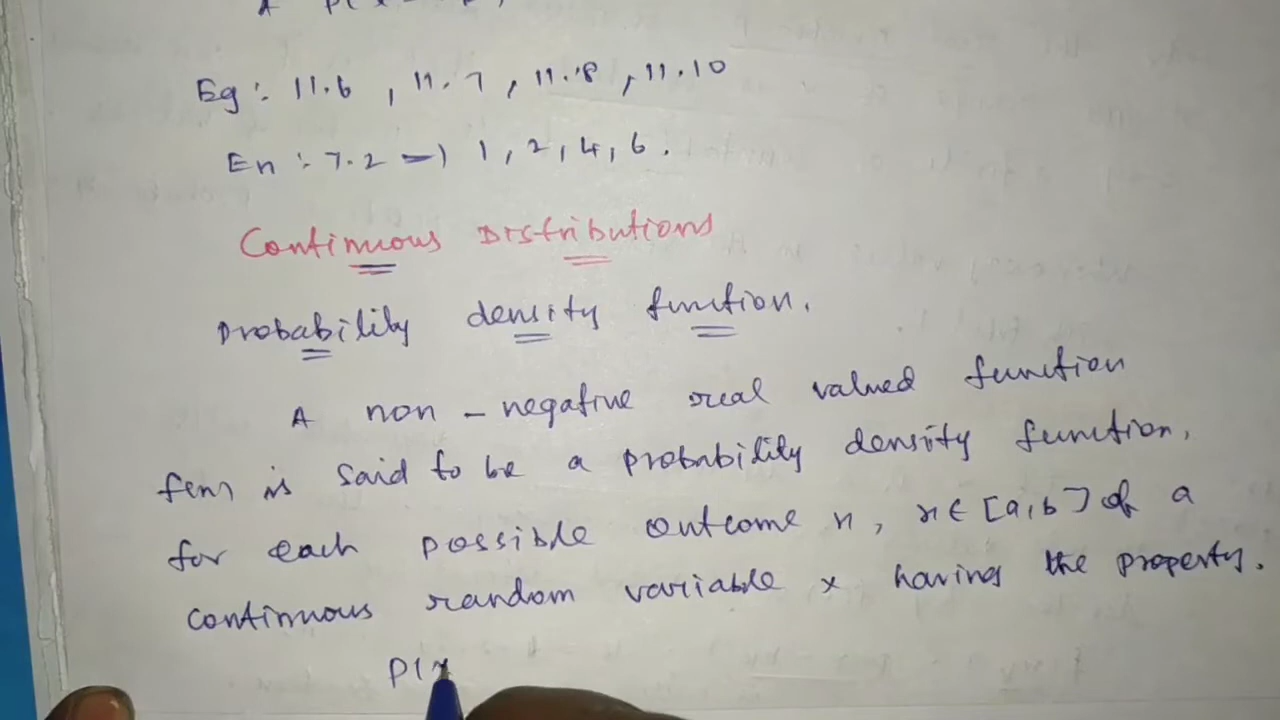 Eg: 11.6, 11.7, 11.8, 11.10
Ex: 7.2 → 1, 2, 4, 6.
Continuous Distributions
Probability density function.
A non-negative real valued function
f(x) is said to be a probability density function,
for each possible outcome x, x∈[a,b] of a
continuous random variable x having the property.
P(x